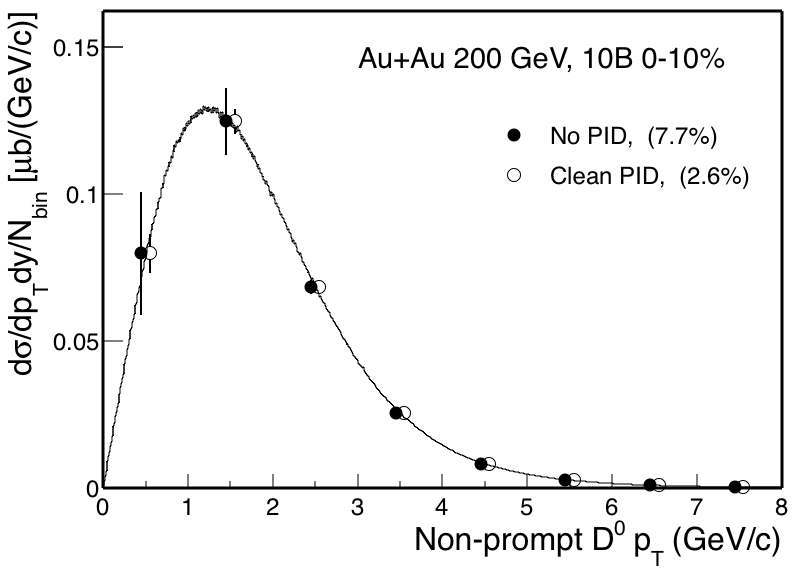 Au+Au 200 GeV, 10B 0-10%
No PID, (7.7%)
Clean PID, (2.6%)
dσ/dp_T dy/N_bin [μb/(GeV/c)]
0.15
0.1
0.05
0
0 1 2 3 4 5 6 7 8
Non-prompt D^0 p_T (GeV/c)